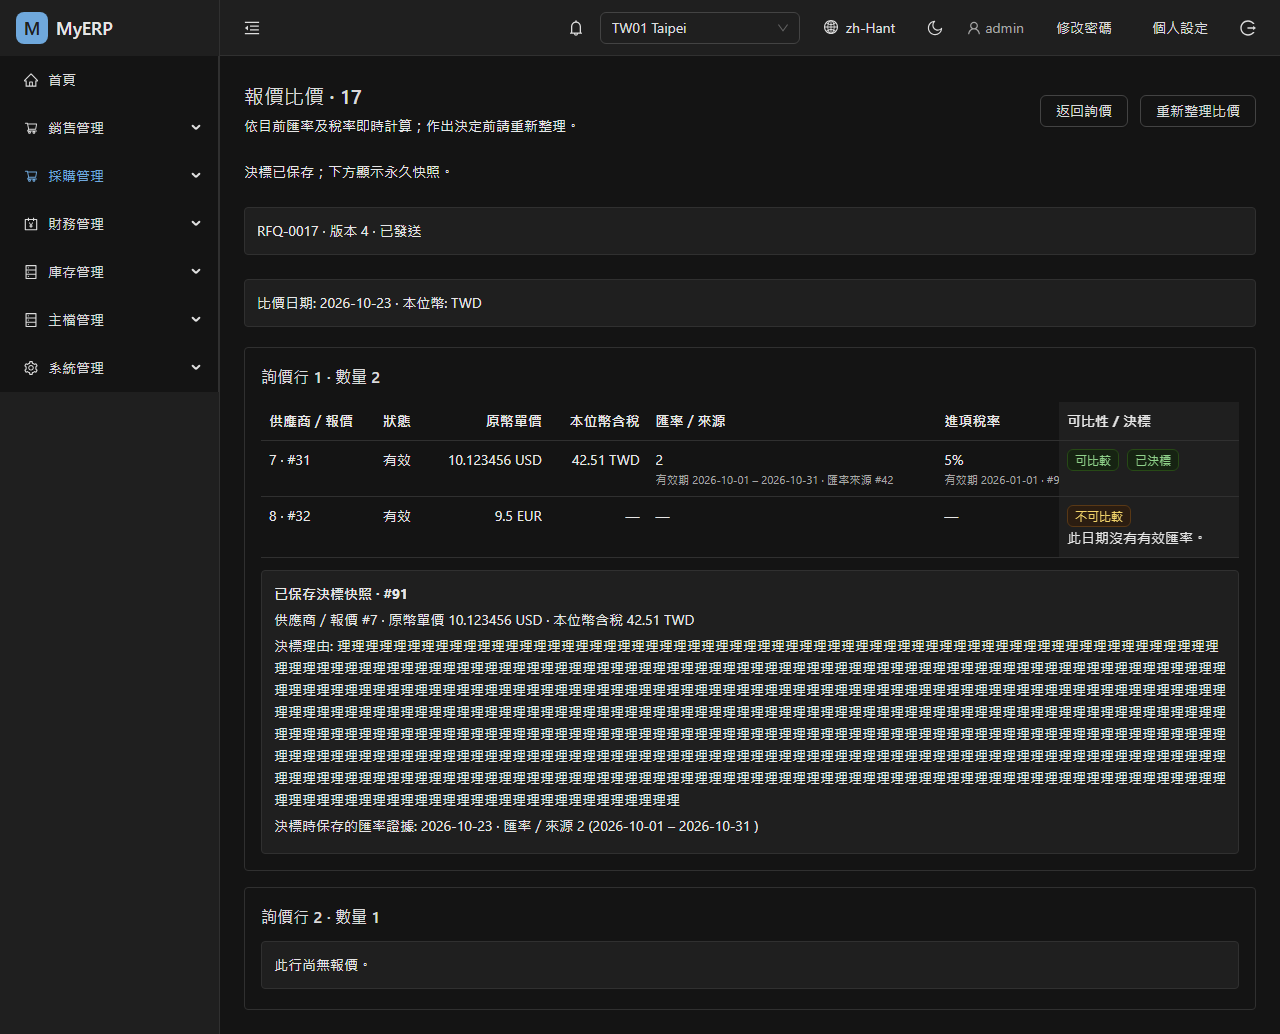 M MyERP
TW01 Taipei
zh-Hant
admin
修改密碼
個人設定
首頁
銷售管理
採購管理
財務管理
庫存管理
主檔管理
系統管理
報價比價 · 17
依目前匯率及稅率即時計算；作出決定前請重新整理。
返回詢價
重新整理比價
決標已保存；下方顯示永久快照。
RFQ-0017 · 版本 4 · 已發送
比價日期: 2026-10-23 · 本位幣: TWD
詢價行 1 · 數量 2
供應商 / 報價 狀態 原幣單價 本位幣含稅 匯率 / 來源 進項稅率 可比性 / 決標
7 · #31 有效 10.123456 USD 42.51 TWD 2 5% 可比較 已決標
有效期 2026-10-01 – 2026-10-31 · 匯率來源 #42 有效期 2026-01-01 · #9
8 · #32 有效 9.5 EUR — — — 不可比較
此日期沒有有效匯率。
已保存決標快照 · #91
供應商 / 報價 #7 · 原幣單價 10.123456 USD · 本位幣含稅 42.51 TWD
決標理由: 理理理理理理理理理理理理理理理理理理理理理理理理理理理理理理理理理理理理理理理理理理理理理理理理理理理理理理理理理理理理理理理
理理理理理理理理理理理理理理理理理理理理理理理理理理理理理理理理理理理理理理理理理理理理理理理理理理理理理理理理理理理理理理理理理理理理
理理理理理理理理理理理理理理理理理理理理理理理理理理理理理理理理理理理理理理理理理理理理理理理理理理理理理理理理理理理理理理理理理理理理
理理理理理理理理理理理理理理理理理理理理理理理理理理理理理理理理理理理理理理理理理理理理理理理理理理理理理理理理理理理理理理理理理理理理
理理理理理理理理理理理理理理理理理理理理理理理理理理理理理理理理理理理理理理理理理理理理理理理理理理理理理理理理理理理理理理理理理理理理
理理理理理理理理理理理理理理理理理理理理理理理理理理理理理理理理理理理理理理理理理理理理理理理理理理理理理理理理理理理理理理理理理理理理
理理理理理理理理理理理理理理理理理理理理理理理理理理理理理理理理理理理理理理理理理理理理理理理理理理理理理理理理理理理理理理理理理理理理
理理理理理理理理理理理理理理理理理理理理理理理理理理理理理
決標時保存的匯率證據: 2026-10-23 · 匯率 / 來源 2 (2026-10-01 – 2026-10-31 )
詢價行 2 · 數量 1
此行尚無報價。